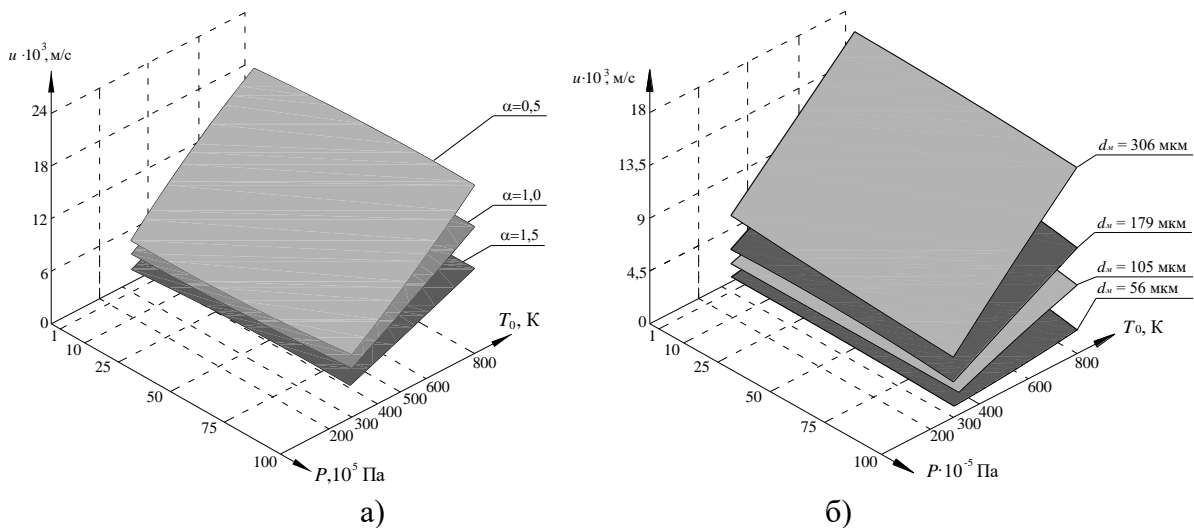 u ·10³, м/с
24
18
12
6
0
1
10
25
50
75
100
200
300
400
500
600
800
T₀, К
P,10⁵ Па
α=0,5
α=1,0
α=1,5
а)
u·10³, м/с
18
13,5
9
4,5
0
1
10
25
50
75
100
200
300
400
600
800
T₀, К
P·10⁻⁵ Па
dм = 306 мкм
dм = 179 мкм
dм = 105 мкм
dм = 56 мкм
б)